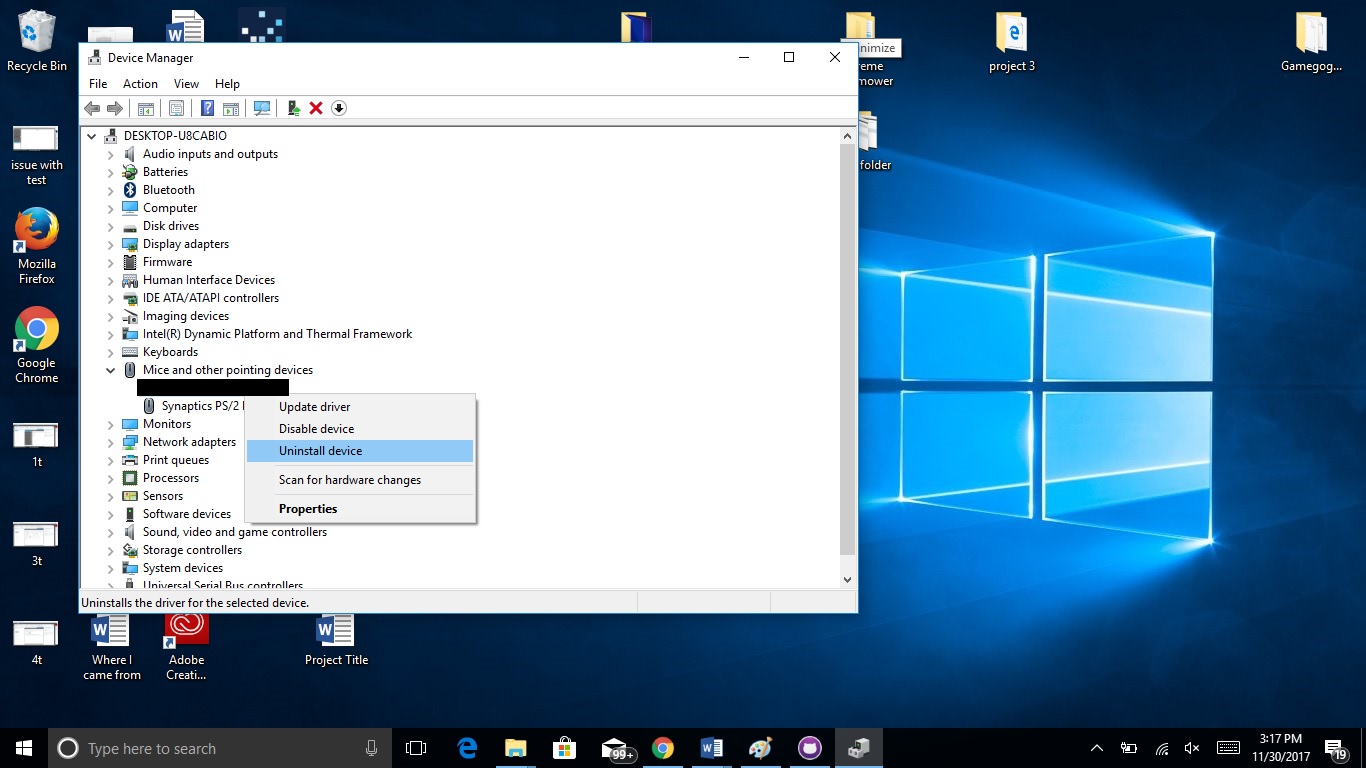 Recycle Bin
issue with
test
Mozilla
Firefox
Google
Chrome
1t
3t
4t
Device Manager
File Action View Help
DESKTOP-U8CABIO
Audio inputs and outputs
Batteries
Bluetooth
Computer
Disk drives
Display adapters
Firmware
Human Interface Devices
IDE ATA/ATAPI controllers
Imaging devices
Intel(R) Dynamic Platform and Thermal Framework
Keyboards
Mice and other pointing devices
Synaptics PS/2
Monitors
Network adapters
Print queues
Processors
Sensors
Software devices
Sound, video and game controllers
Storage controllers
System devices
Universal Serial Bus controllers
Update driver
Disable device
Uninstall device
Scan for hardware changes
Properties
Uninstalls the driver for the selected device.
Where I
came from
Adobe
Creati...
Project Title
folder
project 3
Gamegog...
Type here to search
99+
3:17 PM
11/30/2017
19